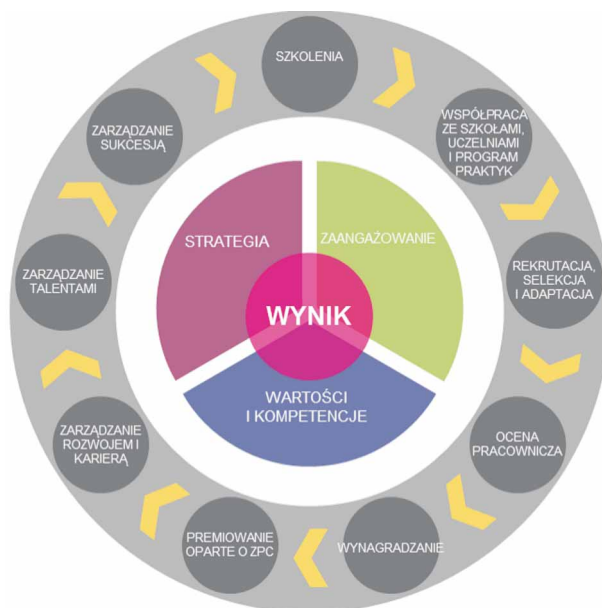 SZKOLENIA
WSPÓŁPRACA
ZE SZKOŁAMI,
UCZELNIAMI
I PROGRAM
PRAKTYK
REKRUTACJA,
SELEKCJA
I ADAPTACJA
OCENA
PRACOWNICZA
WYNAGRADZANIE
PREMIOWANIE
OPARTE O ZPC
ZARZĄDZANIE
ROZWOJEM I
KARIERĄ
ZARZĄDZANIE
TALENTAMI
ZARZĄDZANIE
SUKCESJĄ
STRATEGIA
ZAANGAŻOWANIE
WYNIK
WARTOŚCI
I KOMPETENCJE